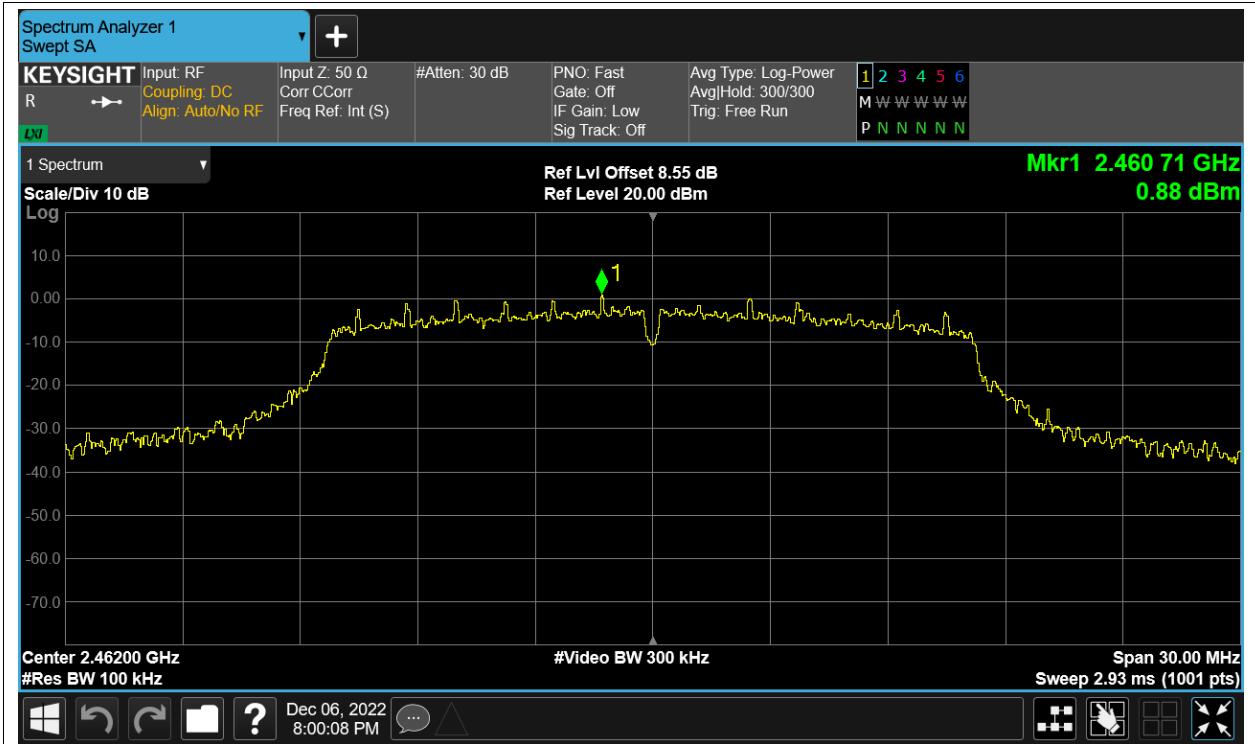 Spectrum Analyzer 1
Swept SA
KEYSIGHT
R
LXI
Input: RF
Coupling: DC
Align: Auto/No RF
Input Z: 50 Ω
Corr CCorr
Freq Ref: Int (S)
#Atten: 30 dB
PNO: Fast
Gate: Off
IF Gain: Low
Sig Track: Off
Avg Type: Log-Power
Avg|Hold: 300/300
Trig: Free Run
1 2 3 4 5 6
M W W W W W
P N N N N N
1 Spectrum
Scale/Div 10 dB
Log
Ref Lvl Offset 8.55 dB
Ref Level 20.00 dBm
Mkr1 2.460 71 GHz
0.88 dBm
1
10.0
0.00
-10.0
-20.0
-30.0
-40.0
-50.0
-60.0
-70.0
Center 2.46200 GHz
#Res BW 100 kHz
#Video BW 300 kHz
Span 30.00 MHz
Sweep 2.93 ms (1001 pts)
?
Dec 06, 2022
8:00:08 PM